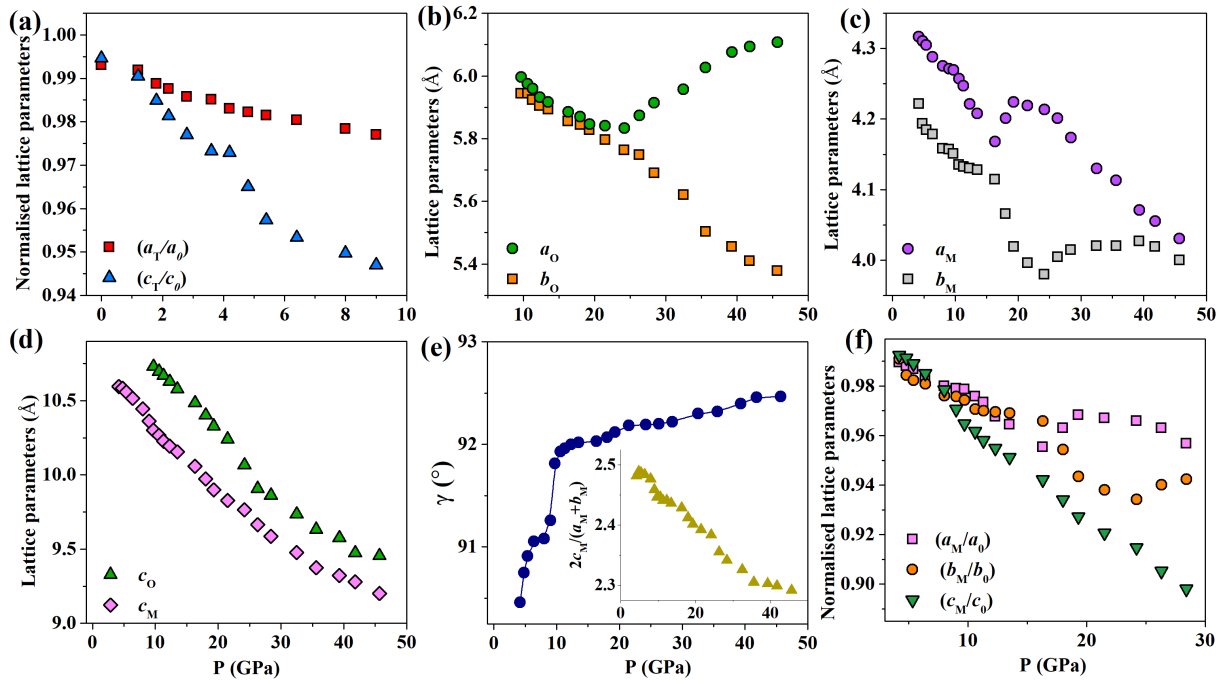 (a)
Normalised lattice parameters
1.00
0.99
0.98
0.97
0.96
0.95
0.94
(aT/a0)
(cT/c0)
0 2 4 6 8 10
(b)
Lattice parameters (Å)
6.2
6.0
5.8
5.6
5.4
aO
bO
10 15 20 25 30 35 40 45 50
(c)
Lattice parameters (Å)
4.3
4.2
4.1
4.0
aM
bM
0 10 20 30 40 50
(d)
Lattice parameters (Å)
10.5
10.0
9.5
9.0
cO
cM
0 10 20 30 40 50
P (GPa)
(e)
γ (°)
93
92
91
2cM/(aM+bM)
2.5
2.4
2.3
0 20 40
0 10 20 30 40 50
P (GPa)
(f)
Normalised lattice parameters
0.98
0.96
0.94
0.92
0.90
(aM/a0)
(bM/b0)
(cM/c0)
10 20 30
P (GPa)